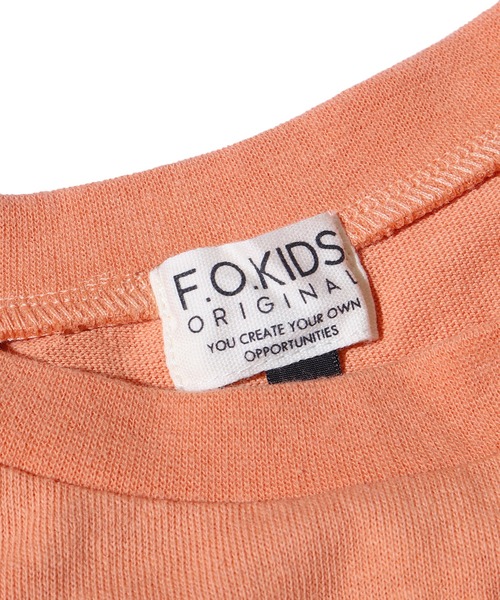 F.O.KIDS
ORIGINAL
YOU CREATE YOUR OWN
OPPORTUNITIES